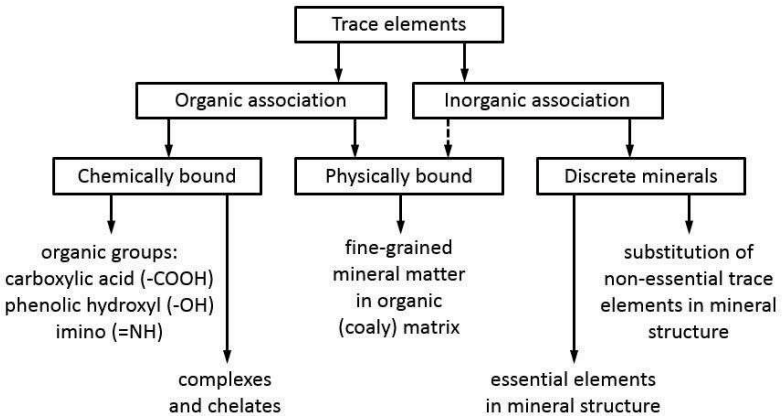 Trace elements
Organic association
Inorganic association
Chemically bound
Physically bound
Discrete minerals
organic groups:
carboxylic acid (-COOH)
phenolic hydroxyl (-OH)
imino (=NH)
fine-grained
mineral matter
in organic
(coaly) matrix
substitution of
non-essential trace
elements in mineral
structure
complexes
and chelates
essential elements
in mineral structure